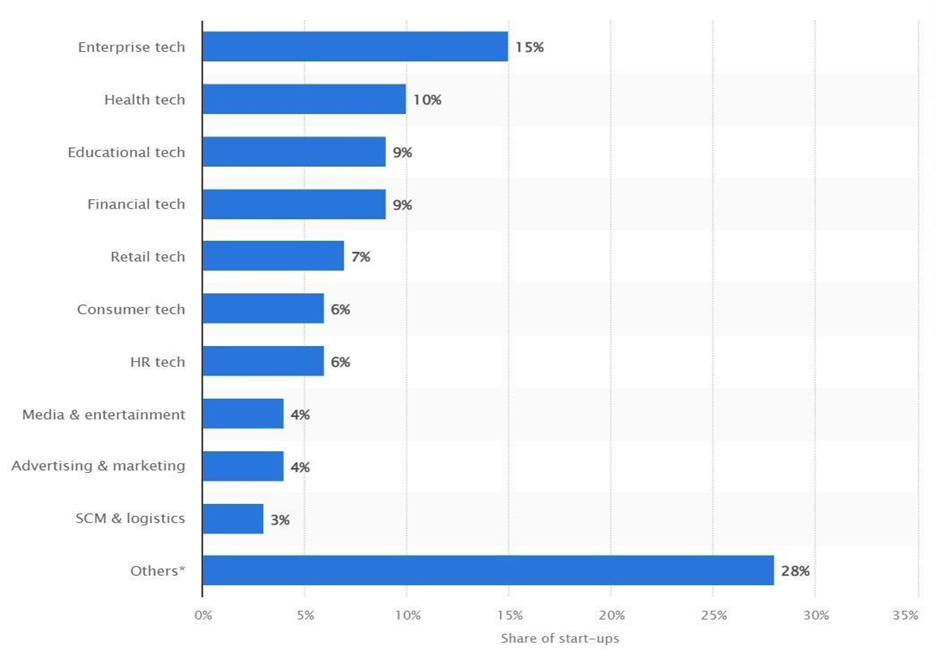 Enterprise tech 15%
Health tech 10%
Educational tech 9%
Financial tech 9%
Retail tech 7%
Consumer tech 6%
HR tech 6%
Media & entertainment 4%
Advertising & marketing 4%
SCM & logistics 3%
Others* 28%
0% 5% 10% 15% 20% 25% 30% 35%
Share of start-ups